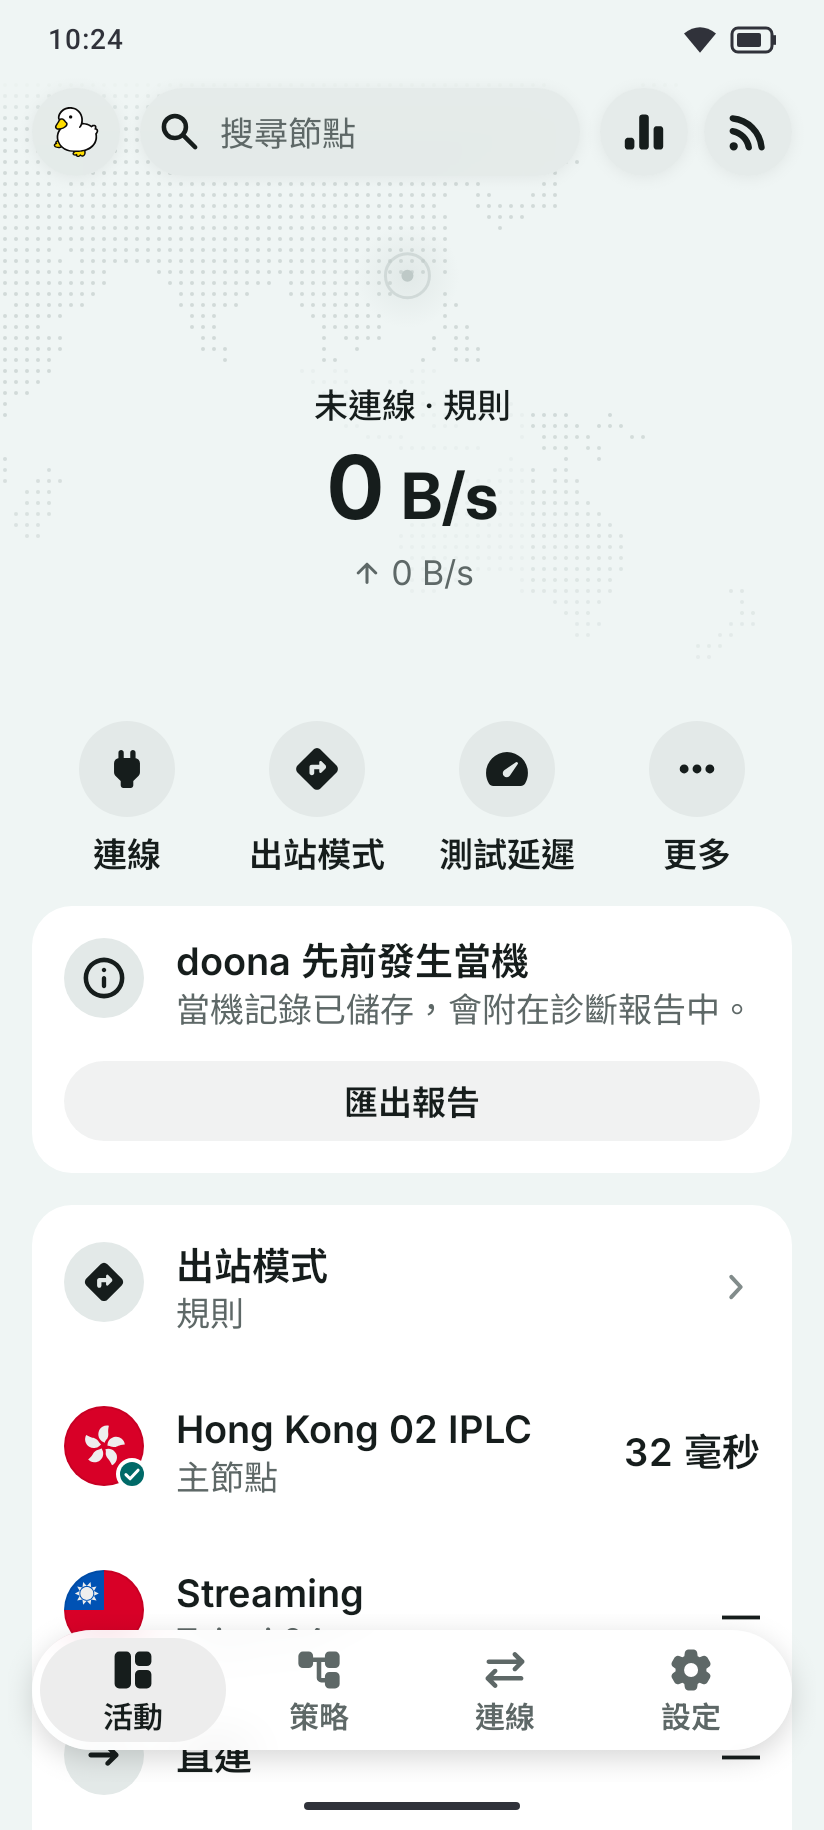 10:24
搜尋節點
未連線 · 規則
0 B/s
↑ 0 B/s
連線
出站模式
測試延遲
更多
doona 先前發生當機
當機記錄已儲存，會附在診斷報告中。
匯出報告
出站模式
規則
Hong Kong 02 IPLC
主節點
32 毫秒
Streaming
—
活動
策略
連線
設定
直連
—